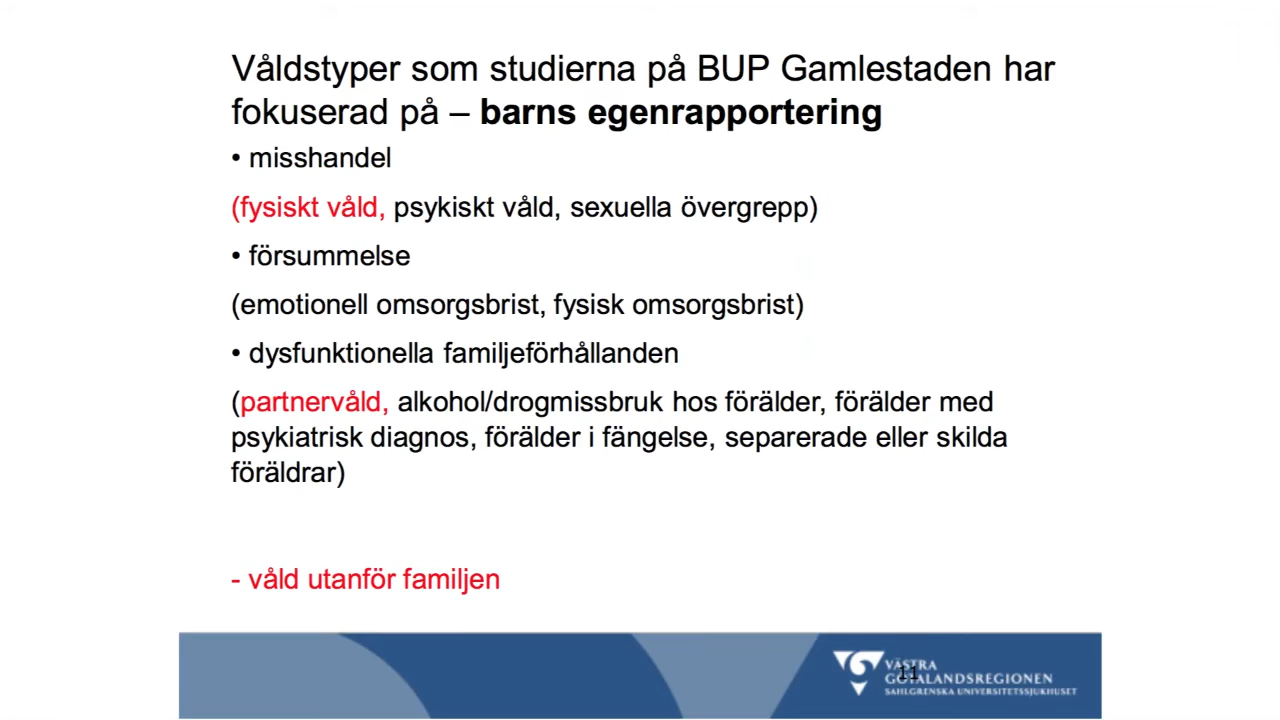 Våldstyper som studierna på BUP Gamlestaden har
fokuserad på – barns egenrapportering
• misshandel
(fysiskt våld, psykiskt våld, sexuella övergrepp)
• försummelse
(emotionell omsorgsbrist, fysisk omsorgsbrist)
• dysfunktionella familjeförhållanden
(partnervåld, alkohol/drogmissbruk hos förälder, förälder med
psykiatrisk diagnos, förälder i fängelse, separerade eller skilda
föräldrar)
- våld utanför familjen
VÄSTRA
GÖTALANDSREGIONEN
SAHLGRENSKA UNIVERSITETSSJUKHUSET
11